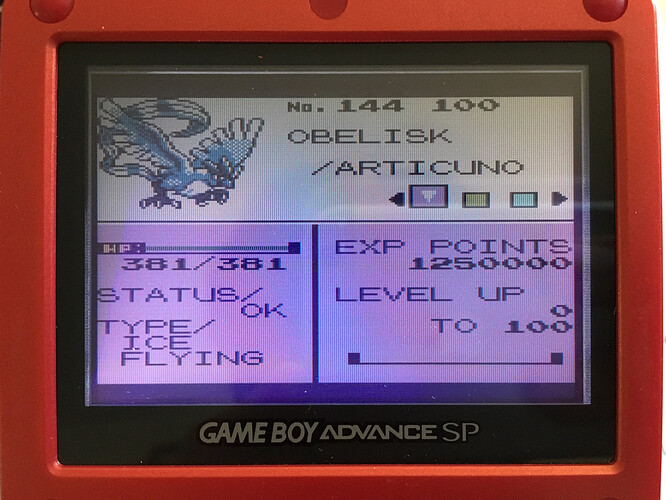 No. 144 100
OBELISK
/ARTICUNO
HP:
381/381
STATUS/
OK
TYPE/
ICE
FLYING
EXP POINTS
1250000
LEVEL UP
0
TO 100
GAME BOY ADVANCE SP